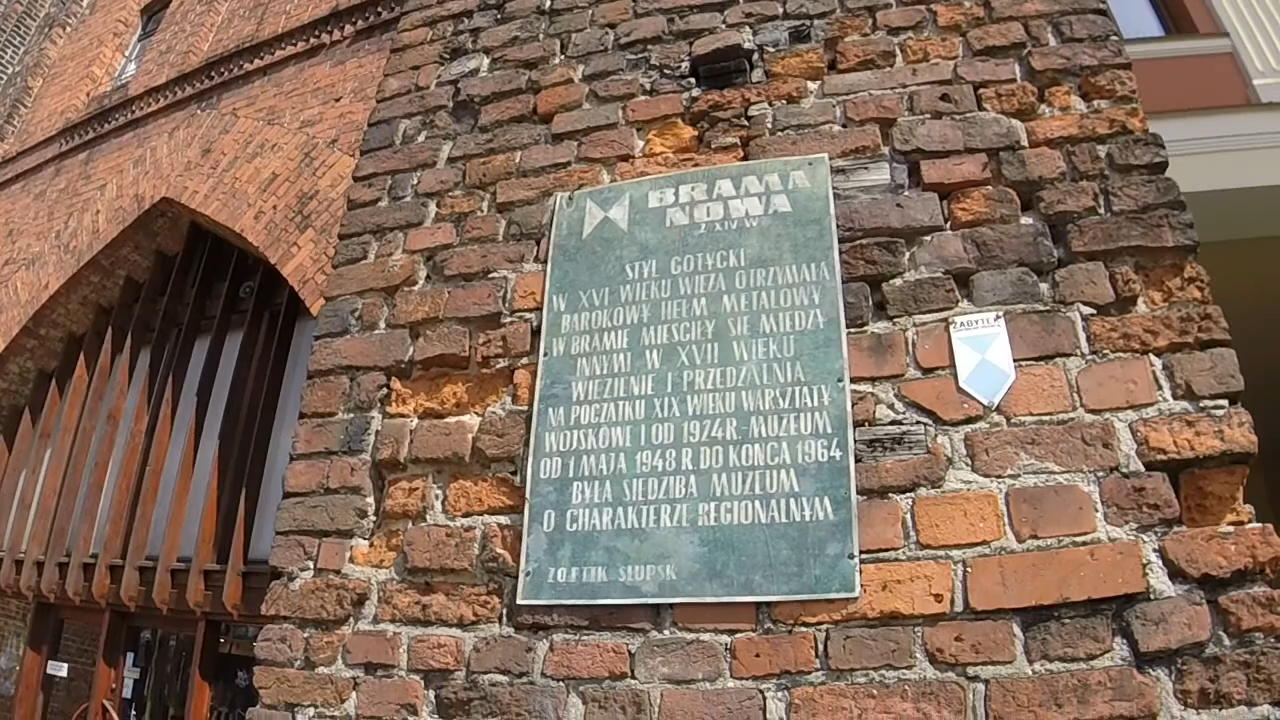 BRAMA
NOWA
Z XIV W
STYL GOTYCKI
W XVI WIEKU WIEŻA OTRZYMAŁA
BAROKOWY HEŁM METALOWY
W BRAMIE MIEŚCIŁY SIĘ MIĘDZY
INNYMI W XVII WIEKU
WIĘZIENIE I PRZĘDZALNIA
NA POCZĄTKU XIX WIEKU WARSZTATY
WOJSKOWE I OD 1924R.-MUZEUM
OD 1 MAJA 1948 R. DO KOŃCA 1964
BYŁA SIEDZIBĄ MUZEUM
O CHARAKTERZE REGIONALNYM
ZO PTTK SŁUPSK
ZABYTEK